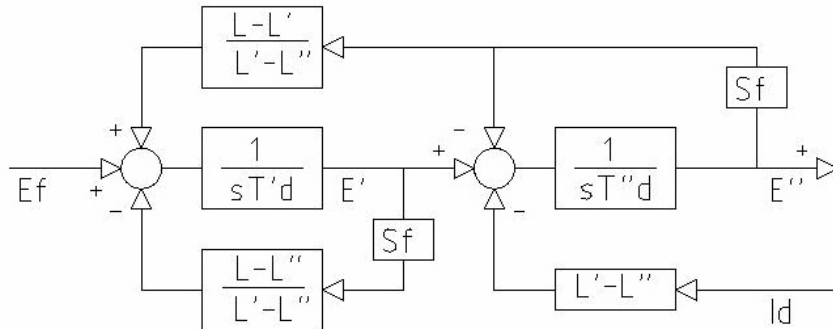 L-L'
L'-L"
Sf
+
-
1
sT'd
+
1
sT"d
+
Ef
+
-
E'
-
E"
Sf
L-L"
L'-L"
L'-L"
Id